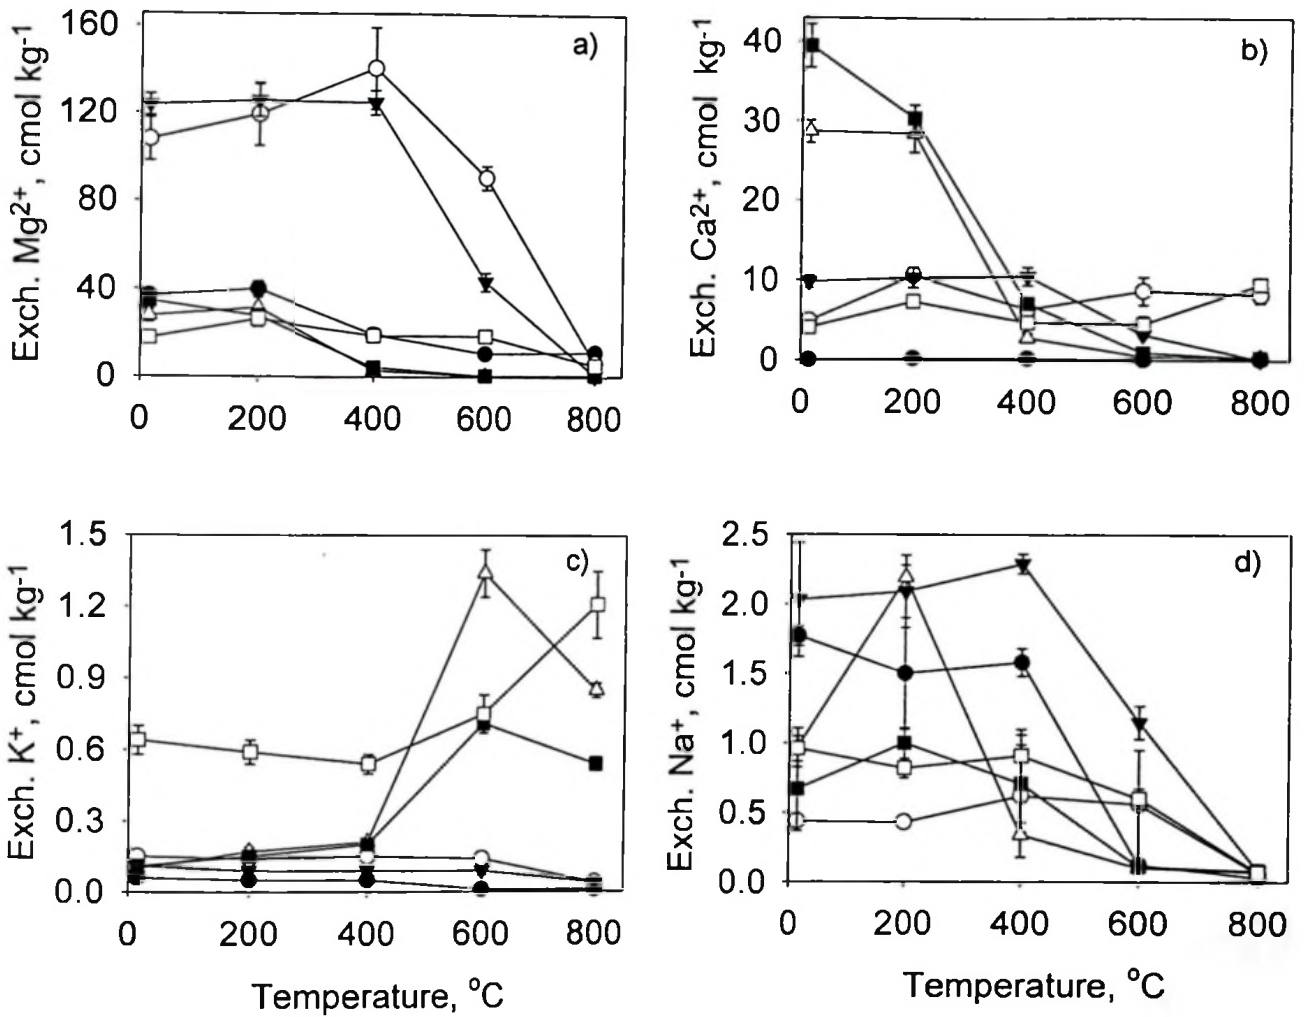 a)
Exch. Mg²⁺, cmol kg⁻¹
160
120
80
40
0
0 200 400 600 800
b)
Exch. Ca²⁺, cmol kg⁻¹
40
30
20
10
0
0 200 400 600 800
c)
Exch. K⁺, cmol kg⁻¹
1.5
1.2
0.9
0.6
0.3
0.0
0 200 400 600 800
Temperature, °C
d)
Exch. Na⁺, cmol kg⁻¹
2.5
2.0
1.5
1.0
0.5
0.0
0 200 400 600 800
Temperature, °C